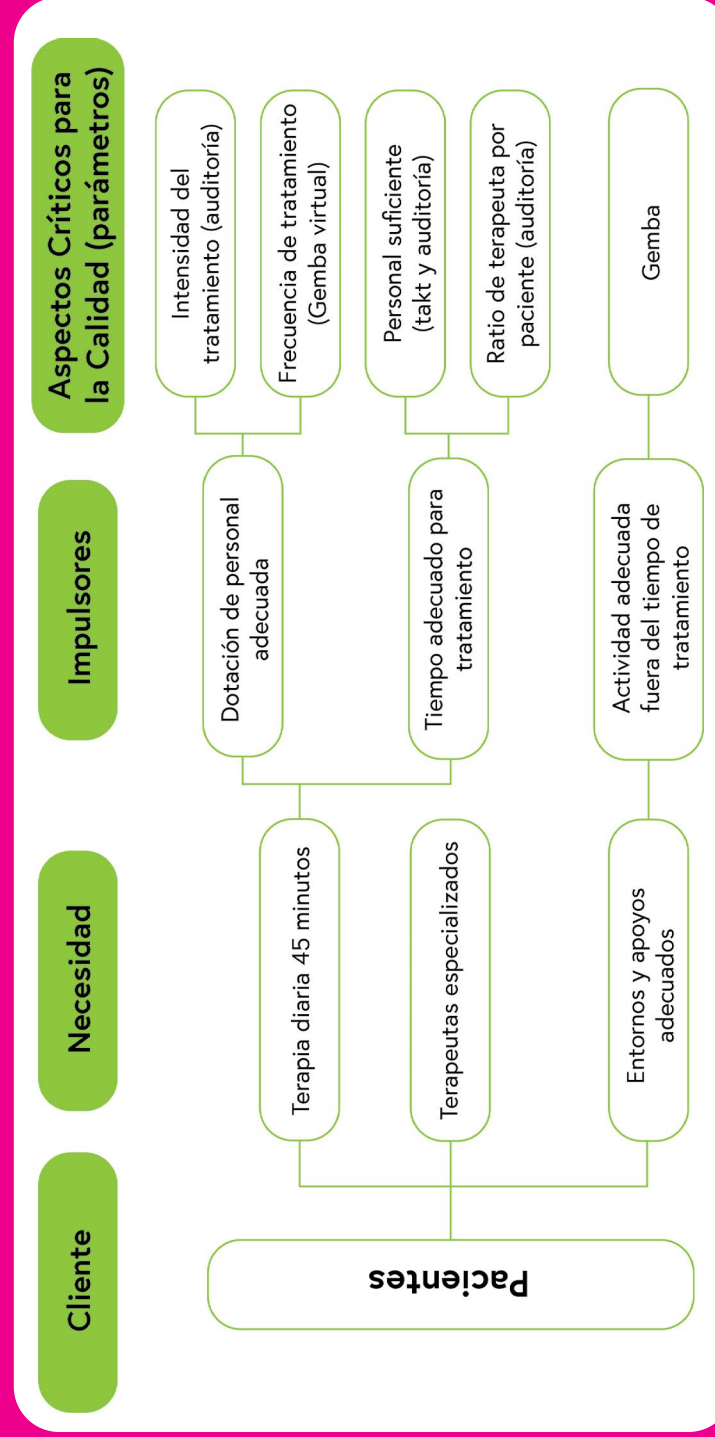 Cliente
Necesidad
Impulsores
Aspectos Críticos para
la Calidad (parámetros)
Pacientes
Terapia diaria 45 minutos
Terapeutas especializados
Entornos y apoyos
adecuados
Dotación de personal
adecuada
Tiempo adecuado para
tratamiento
Actividad adecuada
fuera del tiempo de
tratamiento
Intensidad del
tratamiento (auditoría)
Frecuencia de tratamiento
(Gemba virtual)
Personal suficiente
(takt y auditoría)
Ratio de terapeuta por
paciente (auditoría)
Gemba